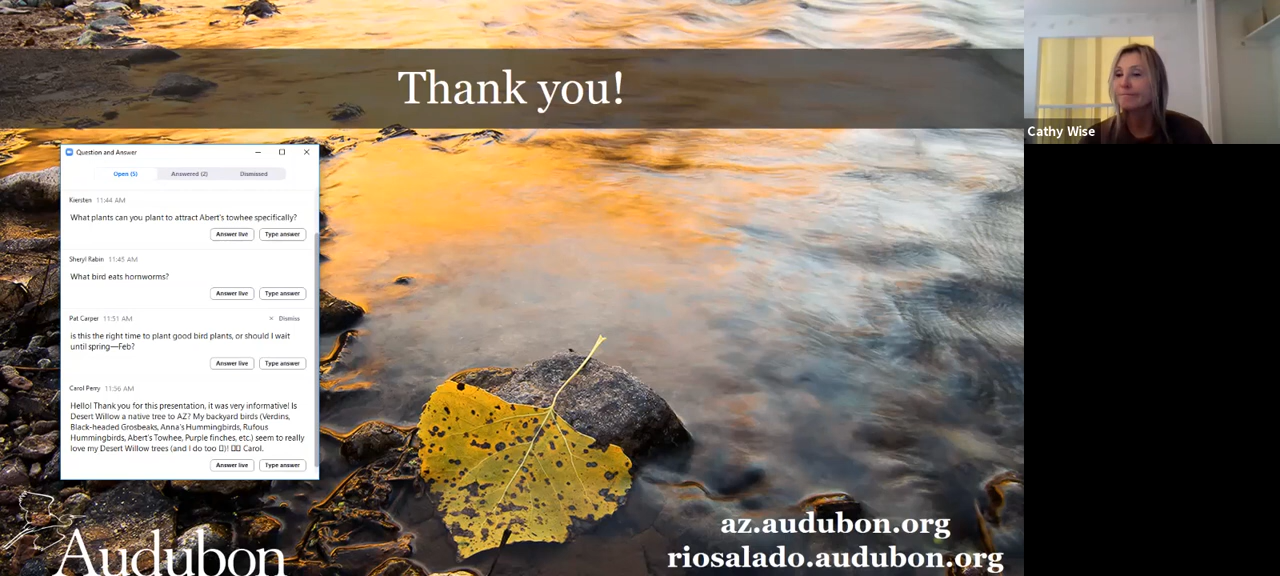 Thank you!
Cathy Wise
Question and Answer
Open (5) Answered (2) Dismissed
Kiersten 11:44 AM
What plants can you plant to attract Abert's towhee specifically?
Answer live Type answer
Sheryl Rabin 11:45 AM
What bird eats hornworms?
Answer live Type answer
Pat Carper 11:51 AM × Dismiss
is this the right time to plant good bird plants, or should I wait
until spring—Feb?
Answer live Type answer
Carol Perry 11:56 AM
Hello! Thank you for this presentation, it was very informative! Is
Desert Willow a native tree to AZ? My backyard birds (Verdins,
Black-headed Grosbeaks, Anna's Hummingbirds, Rufous
Hummingbirds, Abert's Towhee, Purple finches, etc.) seem to really
love my Desert Willow trees (and I do too )! Carol.
Answer live Type answer
Audubon
az.audubon.org
riosalado.audubon.org